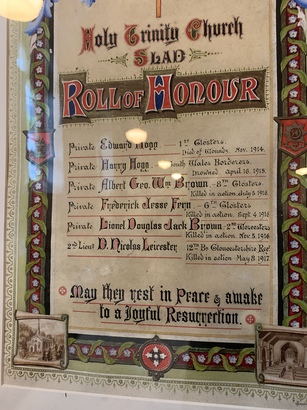 Holy Trinity Church
SLAD
ROLL OF HONOUR
Private Edward Hogg — 1st Glosters.
Died of Wounds, Nov. 1914.
Private Harry Hogg — South Wales Borderers.
Drowned, April 18. 1915.
Private Albert Geo. Wm Brown — 8th Glosters.
Killed in action July 3. 1916
Private Frederick Jesse Fern — 6th Glosters
Killed in action. Sept. 4. 1916
Private Lionel Douglas Jack Brown 2nd Worcesters
Killed in action. Nov. 5. 1916
2nd Lieut D. Nicolas Leicester, 12th Bn Gloucestershire Regt
Killed in action May 8. 1917.
May they rest in Peace & awake
to a Joyful Resurrection.